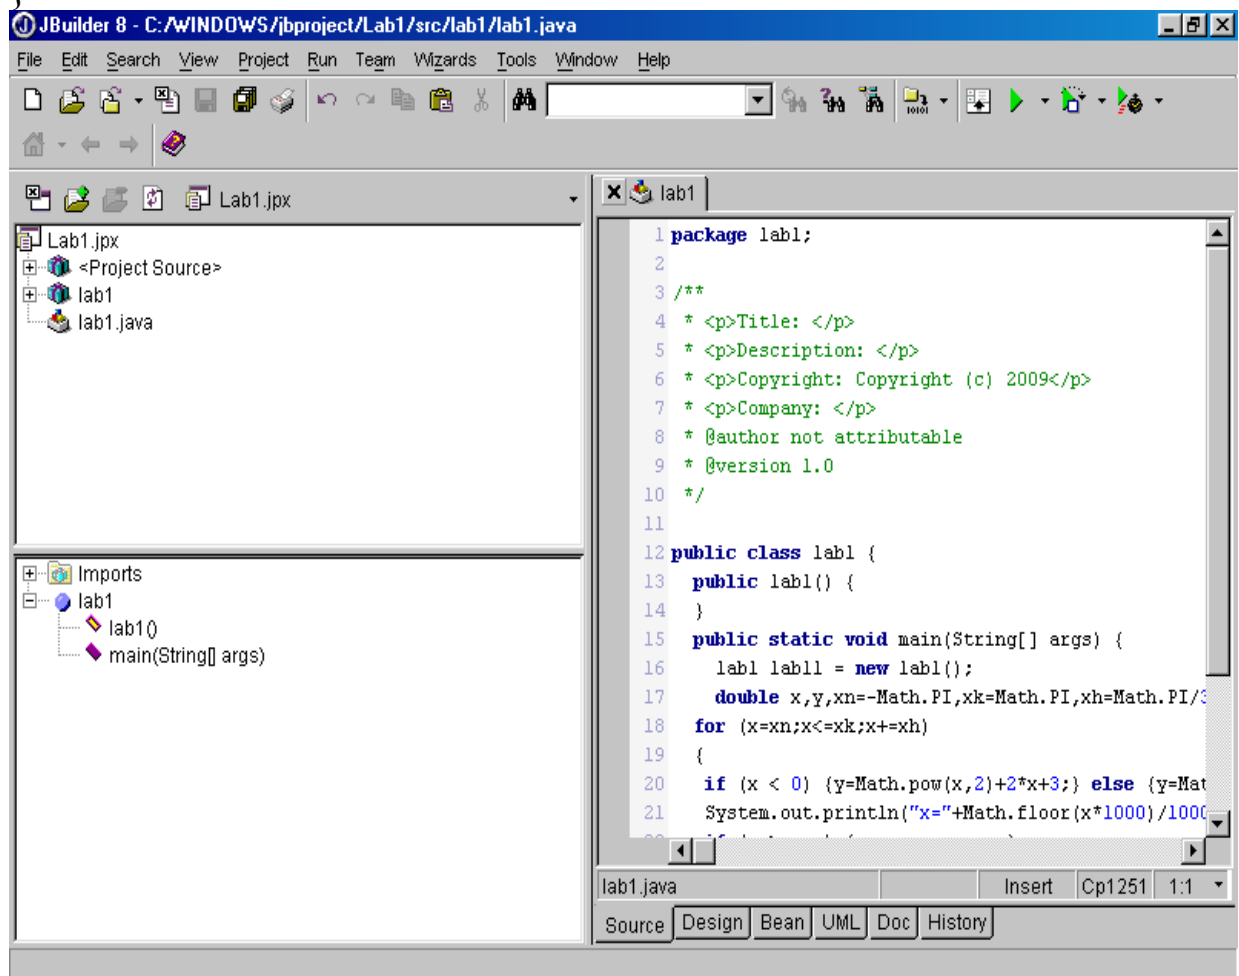 JBuilder 8 - C:/WINDOWS/jbproject/Lab1/src/lab1/lab1.java
File Edit Search View Project Run Team Wizards Tools Window Help
Lab1.jpx
Lab1.jpx
<Project Source>
lab1
lab1.java
Imports
lab1
lab1()
main(String[] args)
lab1
1 package lab1;
2
3 /**
4 * <p>Title: </p>
5 * <p>Description: </p>
6 * <p>Copyright: Copyright (c) 2009</p>
7 * <p>Company: </p>
8 * @author not attributable
9 * @version 1.0
10 */
11
12 public class lab1 {
13 public lab1() {
14 }
15 public static void main(String[] args) {
16 lab1 lab11 = new lab1();
17 double x,y,xn=-Math.PI,xk=Math.PI,xh=Math.PI/3
18 for (x=xn;x<=xk;x+=xh)
19 {
20 if (x < 0) {y=Math.pow(x,2)+2*x+3;} else {y=Mat
21 System.out.println("x="+Math.floor(x*1000)/1000
lab1.java Insert Cp1251 1:1
Source Design Bean UML Doc History